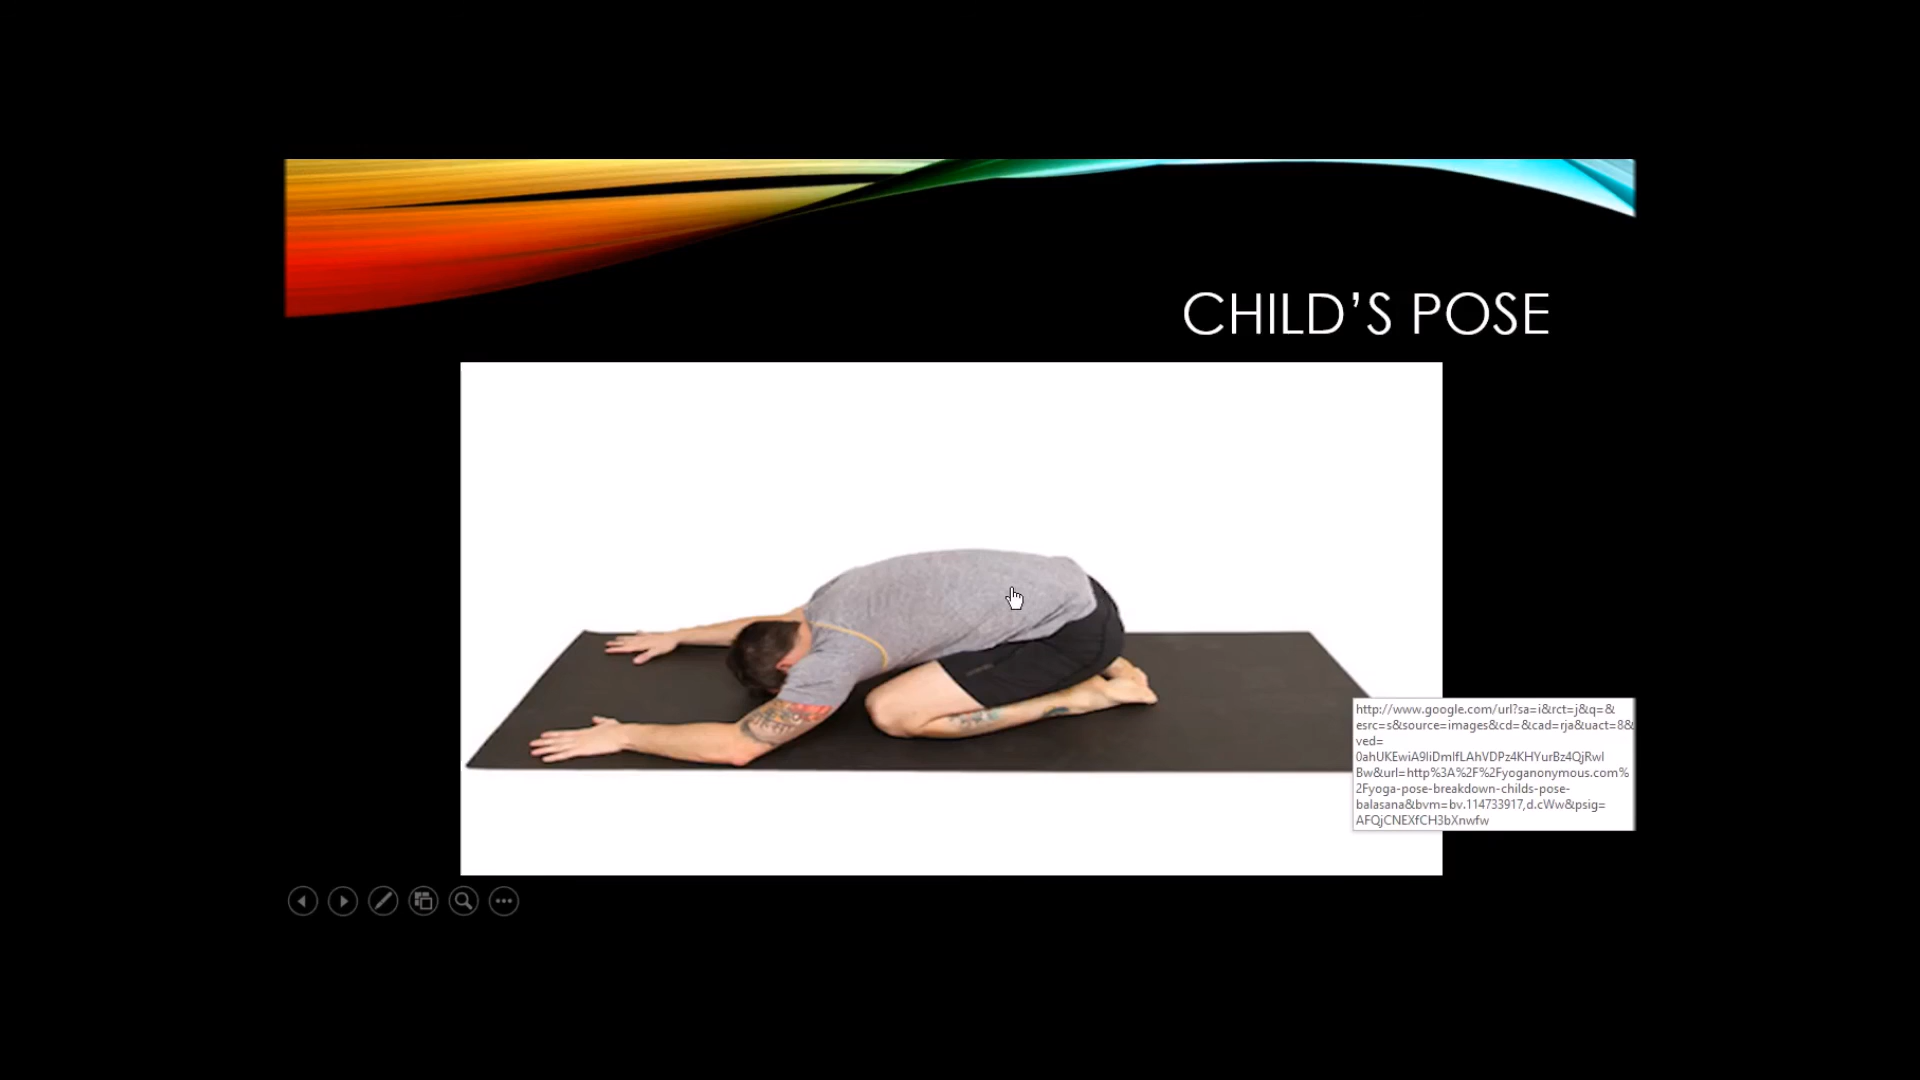 CHILD’S POSE
http://www.google.com/url?sa=i&rct=j&q=&
esrc=s&source=images&cd=&cad=rja&uact=8&
ved=
0ahUKEwiA9liDmlfLAhVDPz4KHYurBz4QjRwl
Bw&url=http%3A%2F%2Fyoganonymous.com%
2Fyoga-pose-breakdown-childs-pose-
balasana&bvm=bv.114733917,d.cWw&psig=
AFQjCNEXfCH3bXnwfw